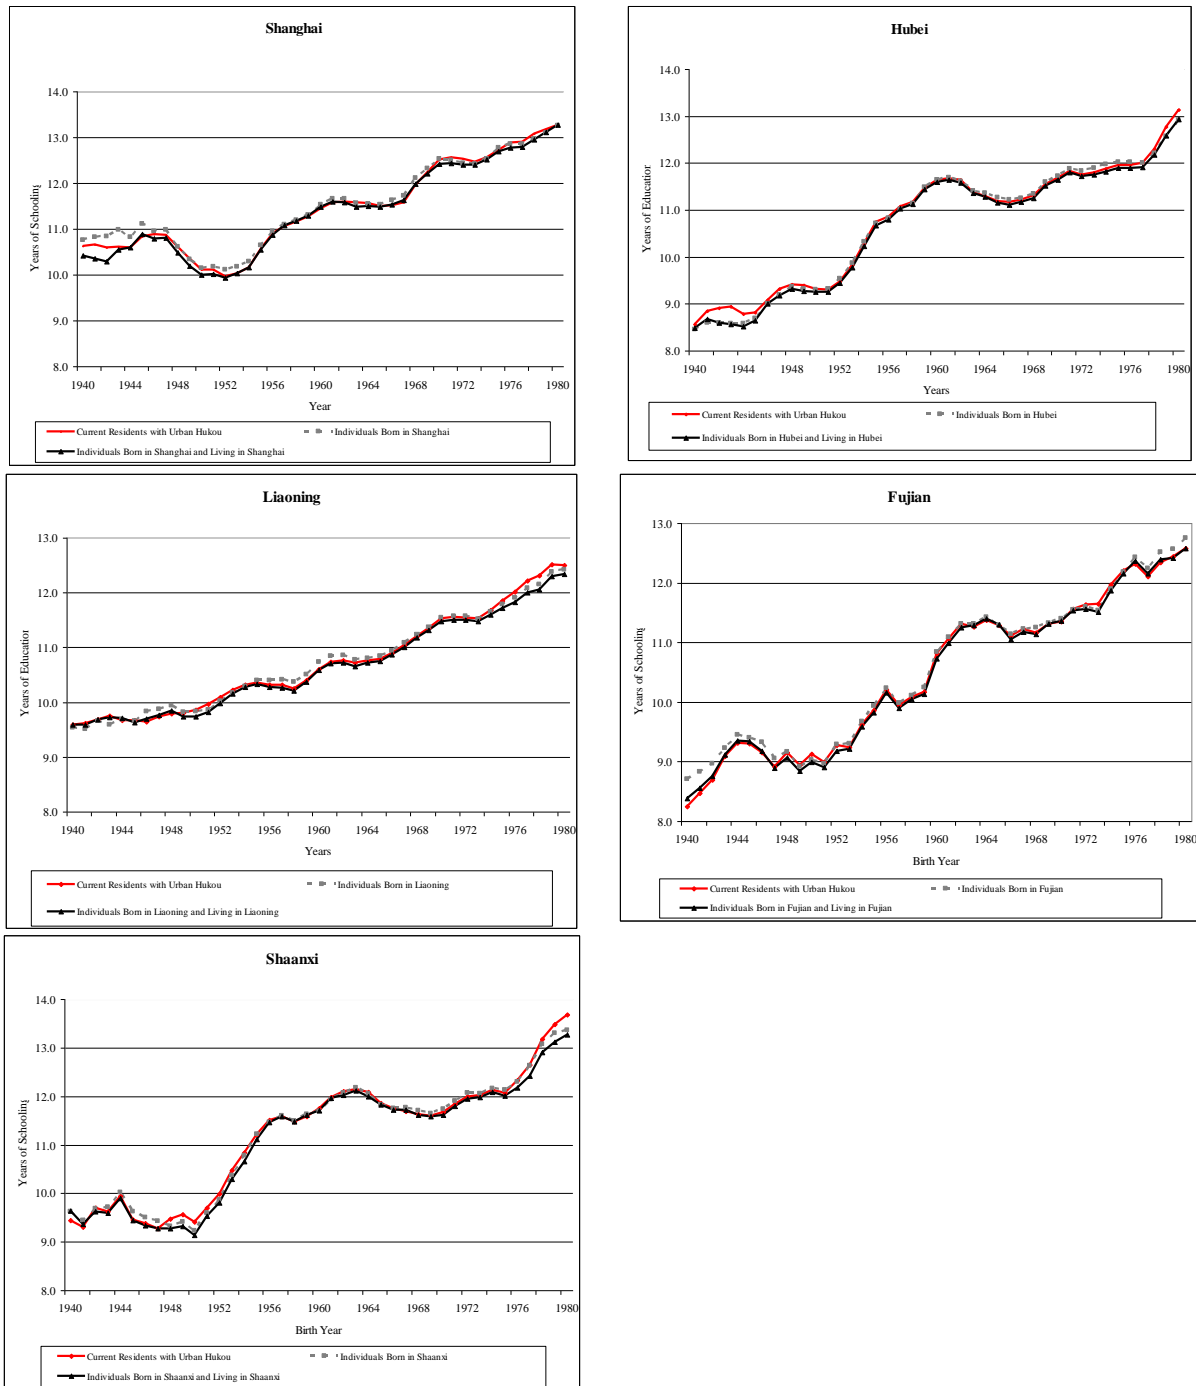 Shanghai
Years of Schooling
14.0
13.0
12.0
11.0
10.0
9.0
8.0
1940 1944 1948 1952 1956 1960 1964 1968 1972 1976 1980
Year
Current Residents with Urban Hukou Individuals Born in Shanghai
Individuals Born in Shanghai and Living in Shanghai
Hubei
Years of Education
14.0
13.0
12.0
11.0
10.0
9.0
8.0
1940 1944 1948 1952 1956 1960 1964 1968 1972 1976 1980
Years
Current Residents with Urban Hukou Individuals Born in Hubei
Individuals Born in Hubei and Living in Hubei
Liaoning
Years of Education
13.0
12.0
11.0
10.0
9.0
8.0
1940 1944 1948 1952 1956 1960 1964 1968 1972 1976 1980
Years
Current Residents with Urban Hukou Individuals Born in Liaoning
Individuals Born in Liaoning and Living in Liaoning
Fujian
Years of Schooling
13.0
12.0
11.0
10.0
9.0
8.0
1940 1944 1948 1952 1956 1960 1964 1968 1972 1976 1980
Birth Year
Current Residents with Urban Hukou Individuals Born in Fujian
Individuals Born in Fujian and Living in Fujian
Shaanxi
Years of Schooling
14.0
13.0
12.0
11.0
10.0
9.0
8.0
1940 1944 1948 1952 1956 1960 1964 1968 1972 1976 1980
Birth Year
Current Residents with Urban Hukou Individuals Born in Shaanxi
Individuals Born in Shaanxi and Living in Shaanxi